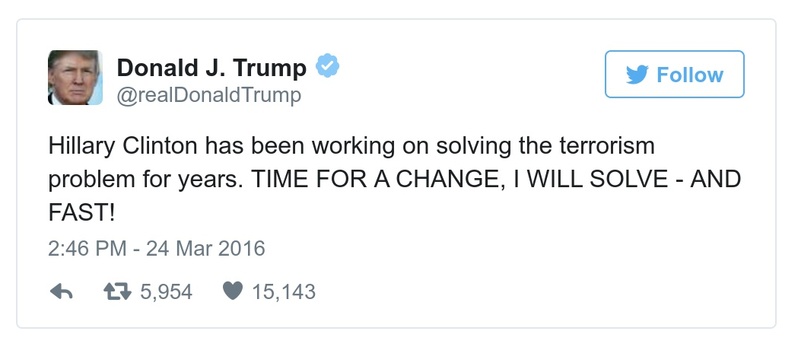 Donald J. Trump
@realDonaldTrump
Follow
Hillary Clinton has been working on solving the terrorism
problem for years. TIME FOR A CHANGE, I WILL SOLVE - AND
FAST!
2:46 PM - 24 Mar 2016
5,954 15,143